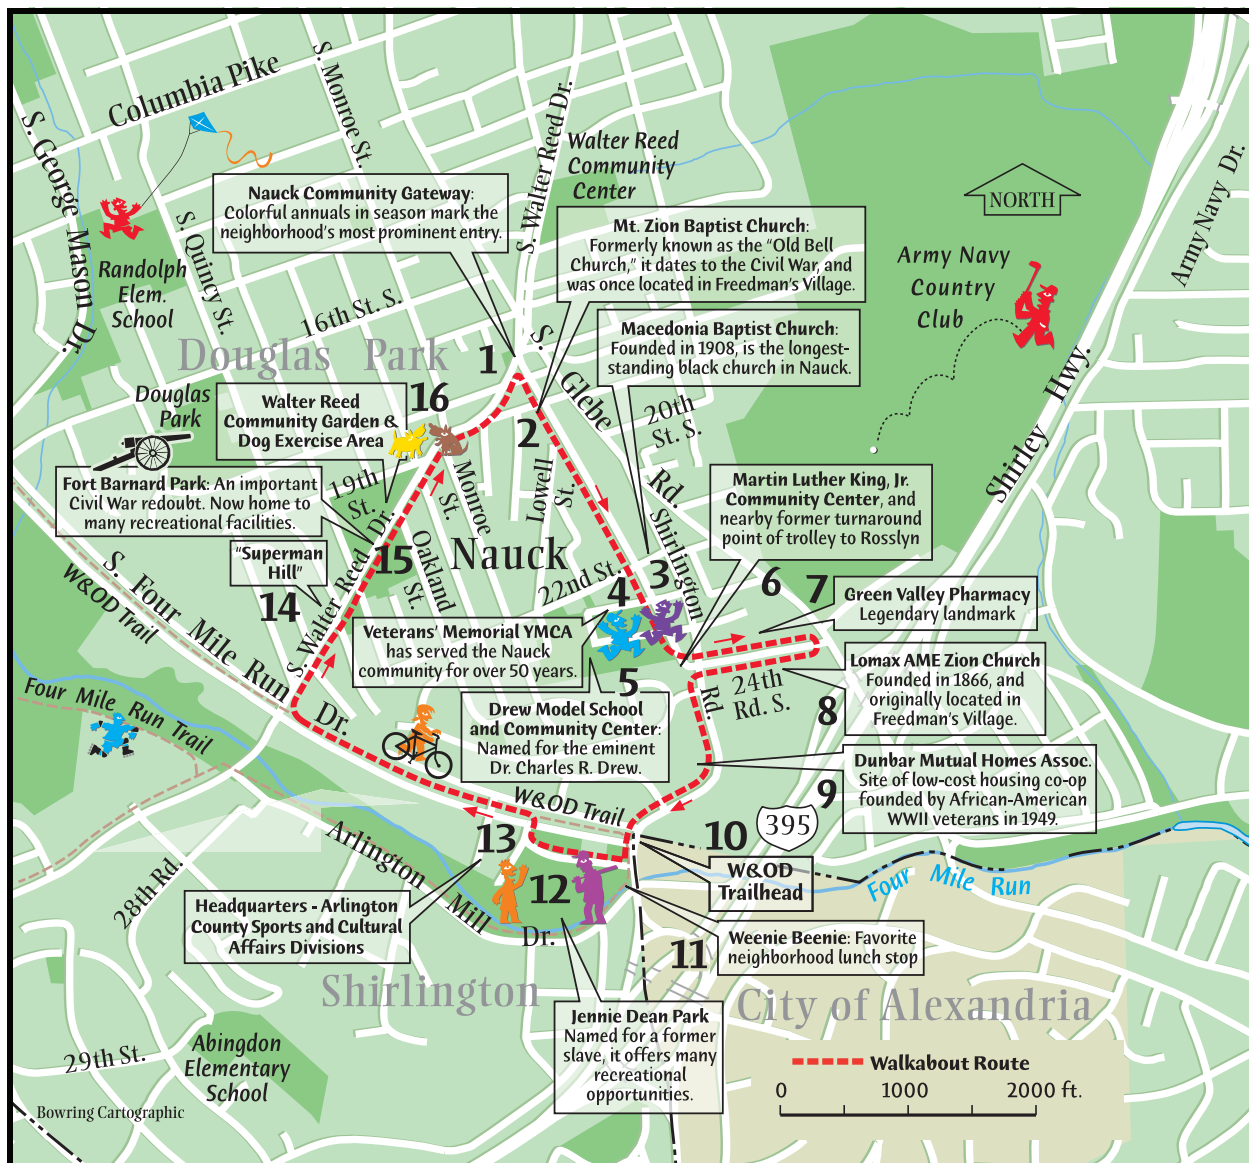 Columbia Pike
S. Monroe St.
S. George Mason Dr.
S. Quincy St.
S. Walter Reed Dr.
Walter Reed
Community
Center
Nauck Community Gateway:
Colorful annuals in season mark the
neighborhood's most prominent entry.
Mt. Zion Baptist Church:
Formerly known as the "Old Bell
Church," it dates to the Civil War, and
was once located in Freedman's Village.
NORTH
Army Navy Dr.
Army Navy
Country
Club
Randolph
Elem.
School
16th St. S.
Douglas Park
Macedonia Baptist Church:
Founded in 1908, is the longest-
standing black church in Nauck.
1
S. Glebe Rd.
Shirley Hwy.
Douglas
Park
Walter Reed
Community Garden &
Dog Exercise Area
16
2
20th
St. S.
Fort Barnard Park: An important
Civil War redoubt. Now home to
many recreational facilities.
19th
St.
Monroe
St.
Lowell
St.
Martin Luther King, Jr.
Community Center, and
nearby former turnaround
point of trolley to Rosslyn
Shirlington
Rd.
"Superman
Hill"
15
Oakland
St.
Nauck
22nd St.
3
4
6
7
Green Valley Pharmacy
Legendary landmark
14
S. Walter Reed Dr.
S. Four Mile Run Dr.
W&OD Trail
Veterans' Memorial YMCA
has served the Nauck
community for over 50 years.
5
24th
Rd. S.
Lomax AME Zion Church
Founded in 1866, and
originally located in
Freedman's Village.
8
Four Mile Run Trail
Drew Model School
and Community Center:
Named for the eminent
Dr. Charles R. Drew.
Dunbar Mutual Homes Assoc.
Site of low-cost housing co-op
founded by African-American
WWII veterans in 1949.
9
W&OD Trail
13
10
395
W&OD
Trailhead
Four Mile Run
Arlington Mill Dr.
28th Rd.
12
Headquarters - Arlington
County Sports and Cultural
Affairs Divisions
11
Weenie Beenie: Favorite
neighborhood lunch stop
Shirlington
City of Alexandria
Jennie Dean Park
Named for a former
slave, it offers many
recreational
opportunities.
29th St.
Abingdon
Elementary
School
Walkabout Route
0 1000 2000 ft.
Bowring Cartographic